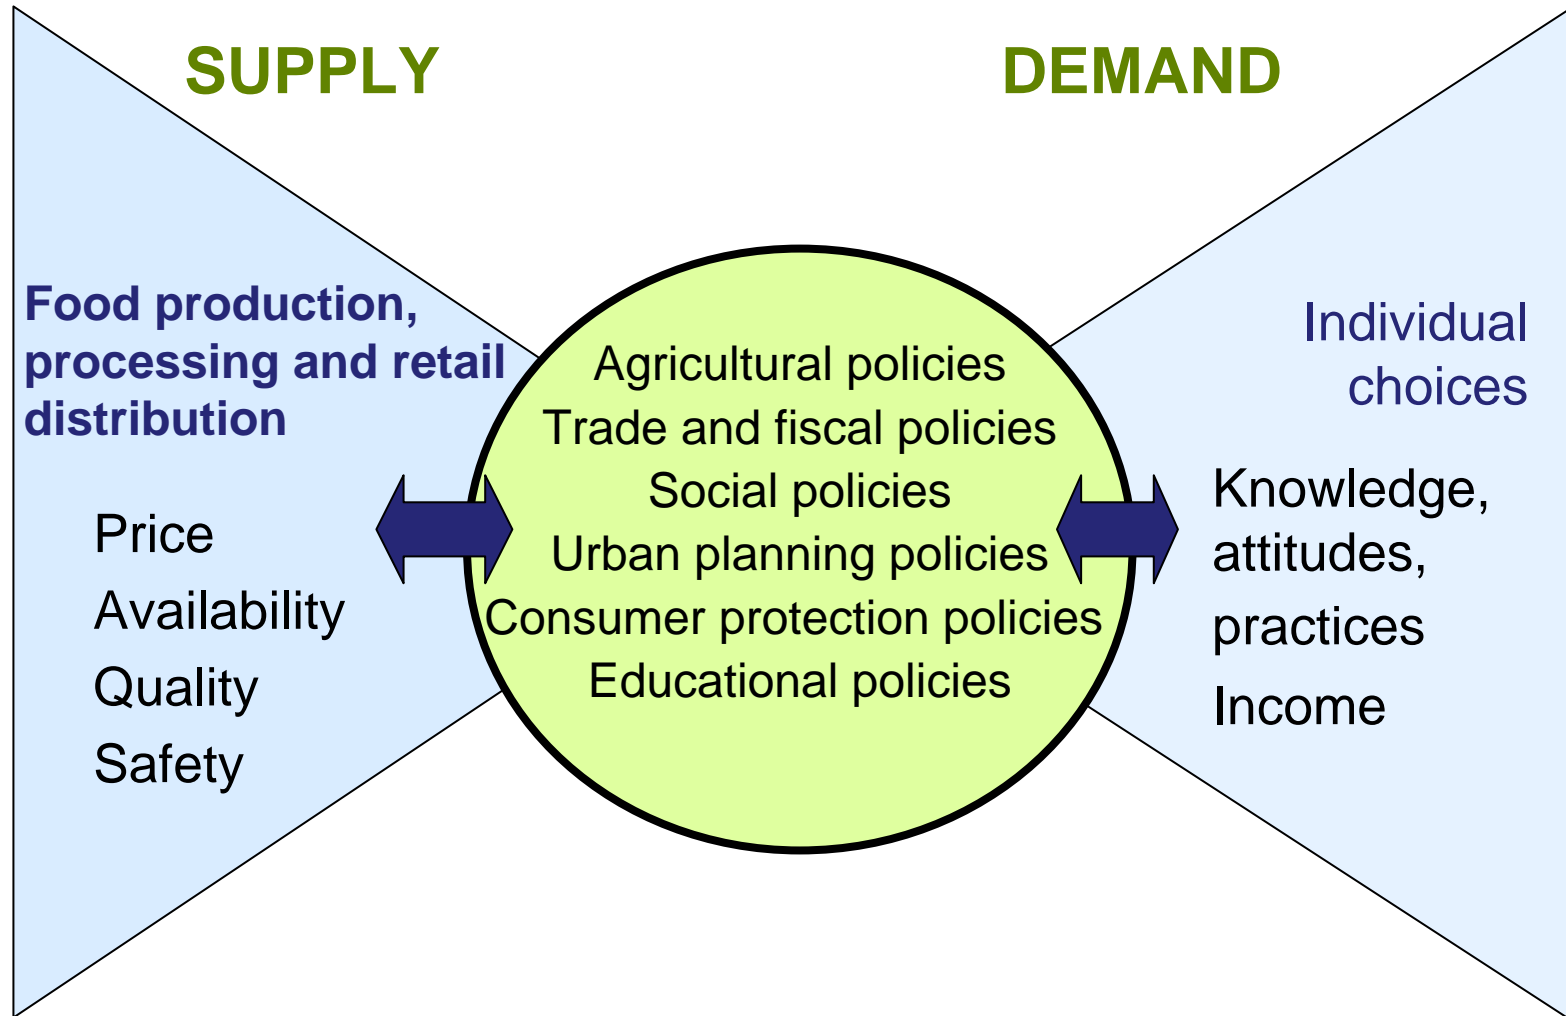 SUPPLY
DEMAND
Food production,
processing and retail
distribution
Price
Availability
Quality
Safety
Agricultural policies
Trade and fiscal policies
Social policies
Urban planning policies
Consumer protection policies
Educational policies
Individual
choices
Knowledge,
attitudes,
practices
Income